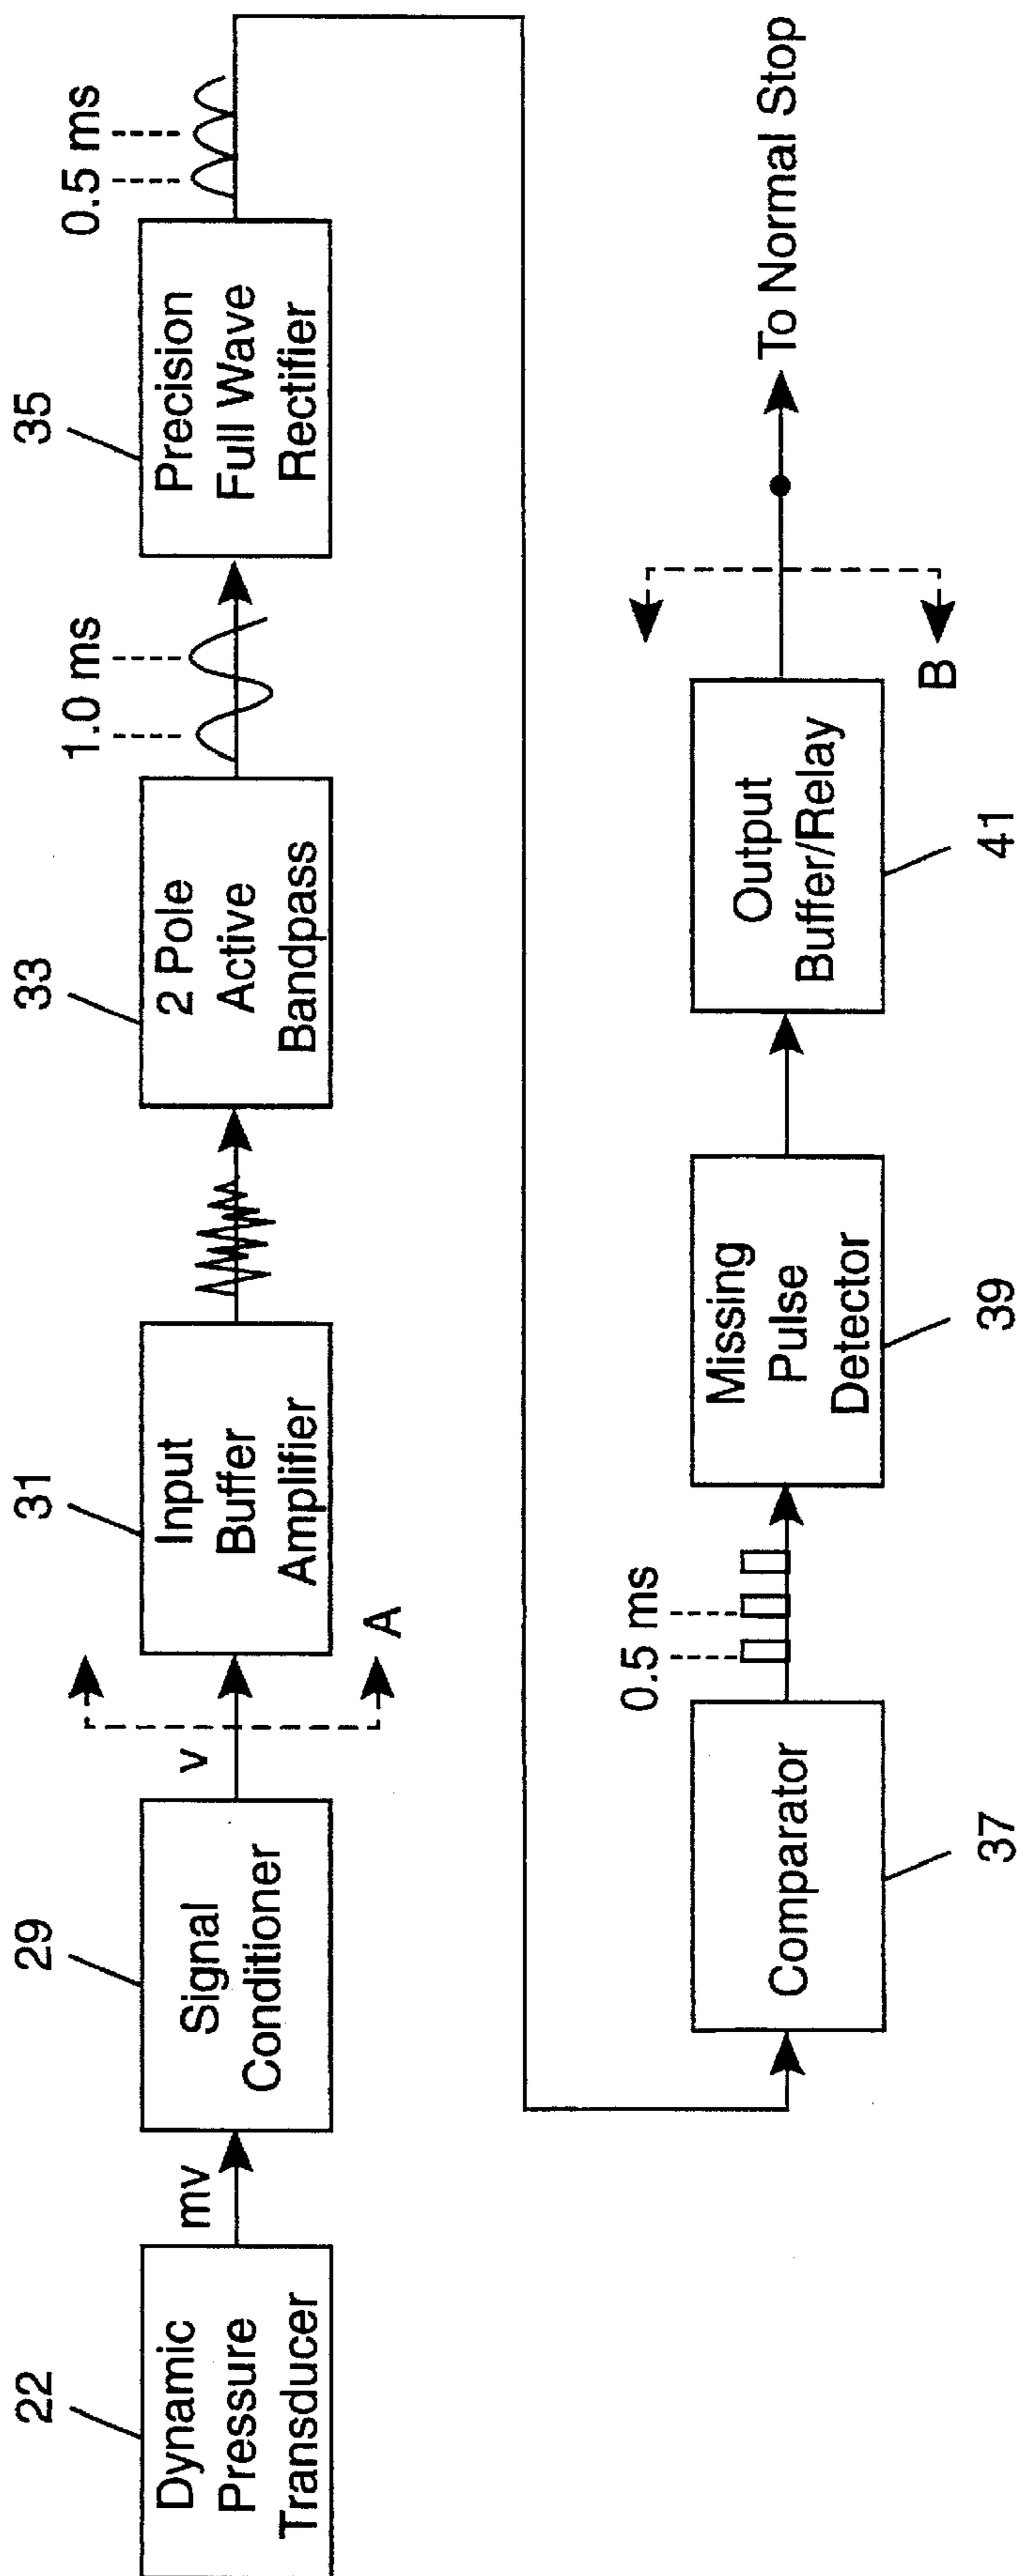 22
Dynamic
Pressure
Transducer
mv
29
Signal
Conditioner
v
A
31
Input
Buffer
Amplifier
33
2 Pole
Active
Bandpass
1.0 ms
35
Precision
Full Wave
Rectifier
0.5 ms
Comparator
37
0.5 ms
Missing
Pulse
Detector
39
Output
Buffer/Relay
41
B
To Normal Stop